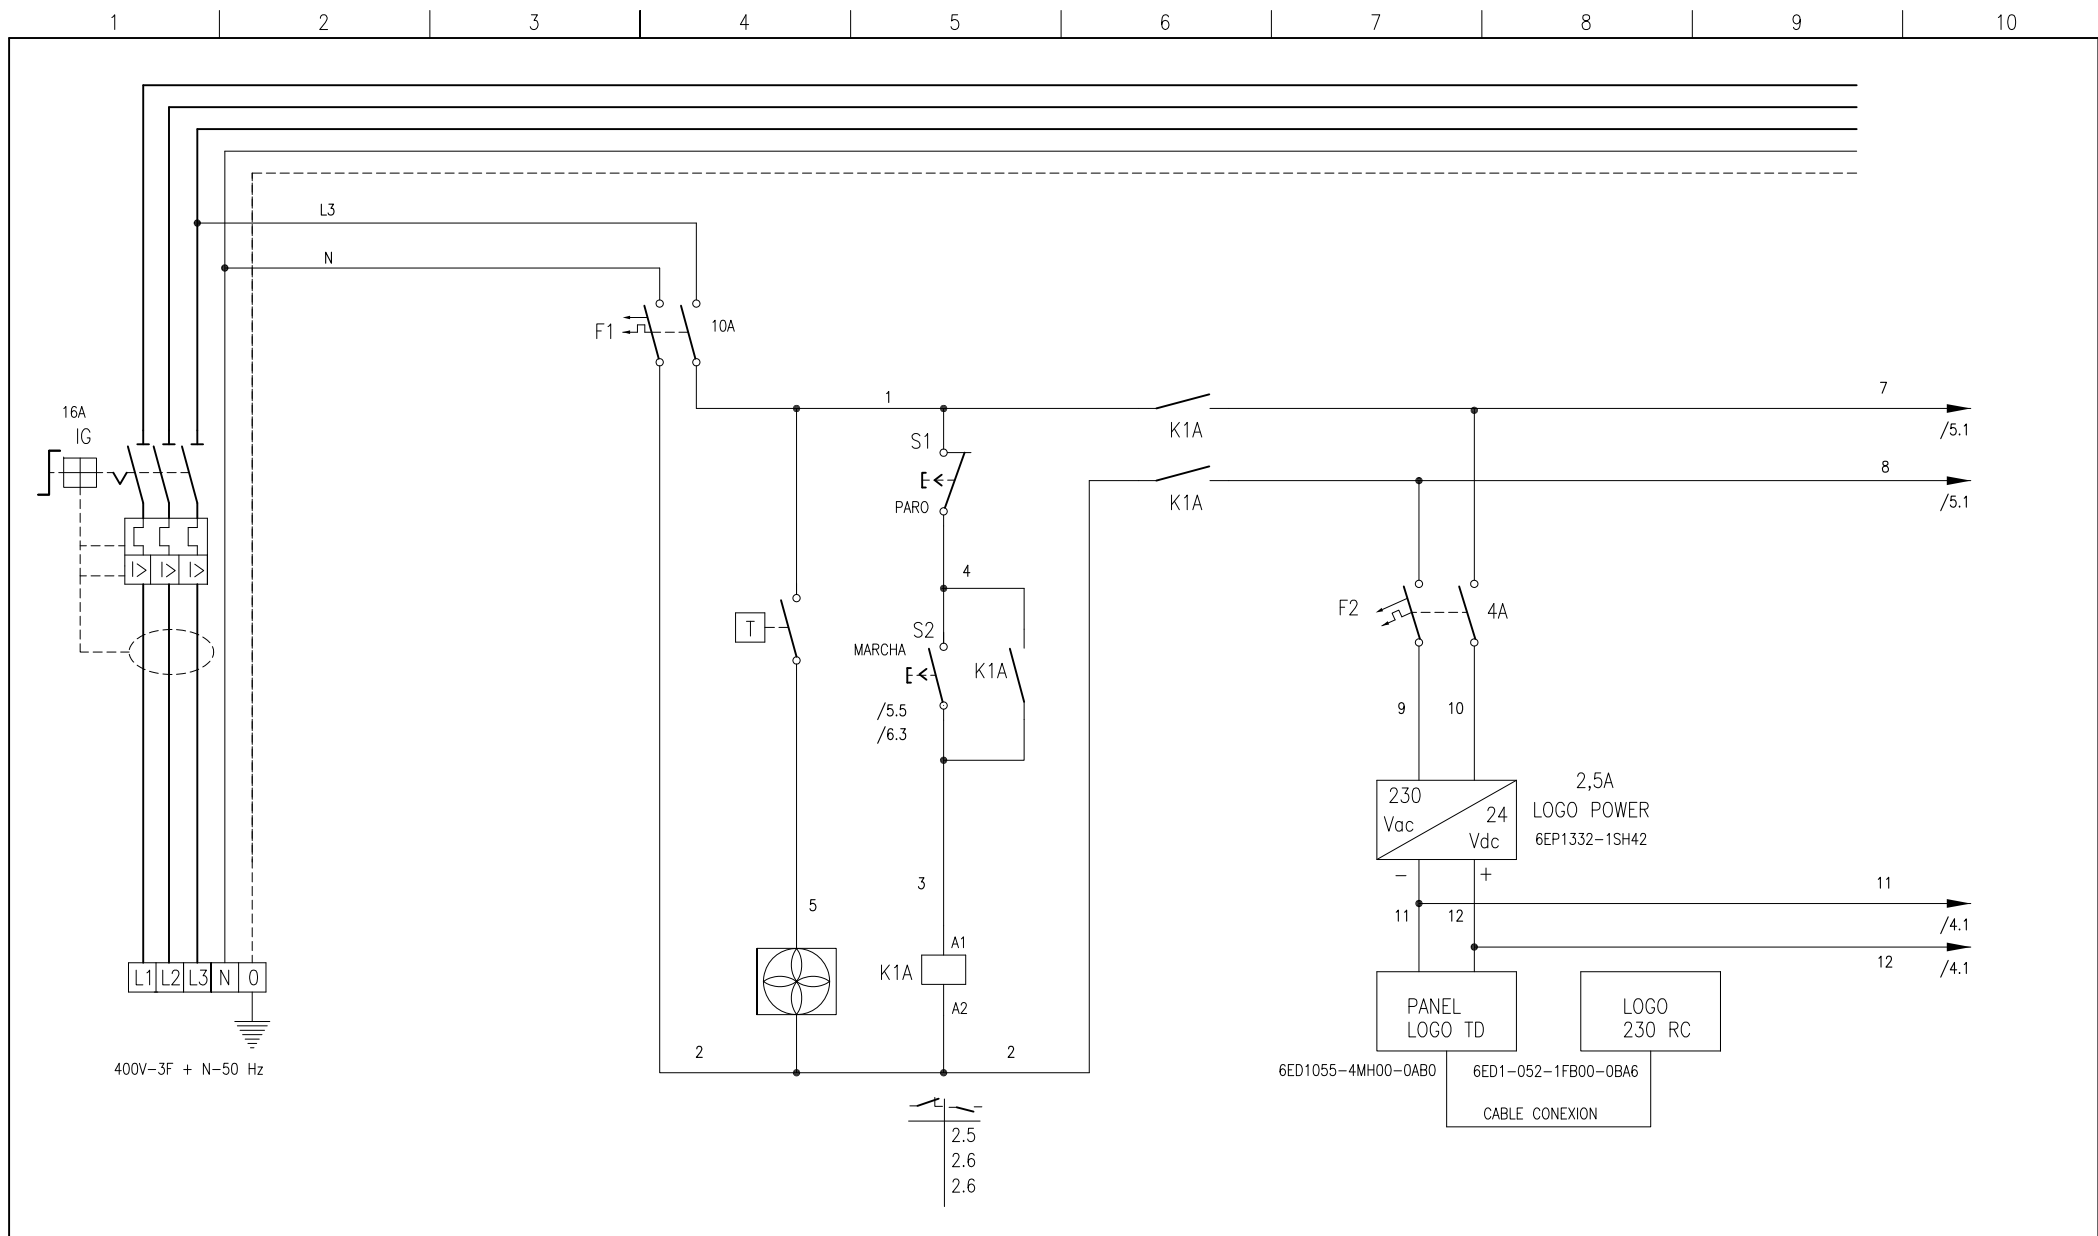 1 2 3 4 5 6 7 8 9 10
L3
N
F1
10A
16A
IG
1
7
/5.1
K1A
S1
PARO
8
/5.1
K1A
4
T
S2
MARCHA
K1A
/5.5
/6.3
F2
4A
9
10
I> I> I>
230
Vac
24
Vdc
2,5A
LOGO POWER
6EP1332-1SH42
- +
3
5
11
11
12
/4.1
12
/4.1
L1 L2 L3 N 0
400V-3F + N-50 Hz
A1
K1A
A2
2
2
PANEL
LOGO TD
LOGO
230 RC
6ED1055-4MH00-0AB0
6ED1-052-1FB00-0BA6
CABLE CONEXION
2.5
2.6
2.6